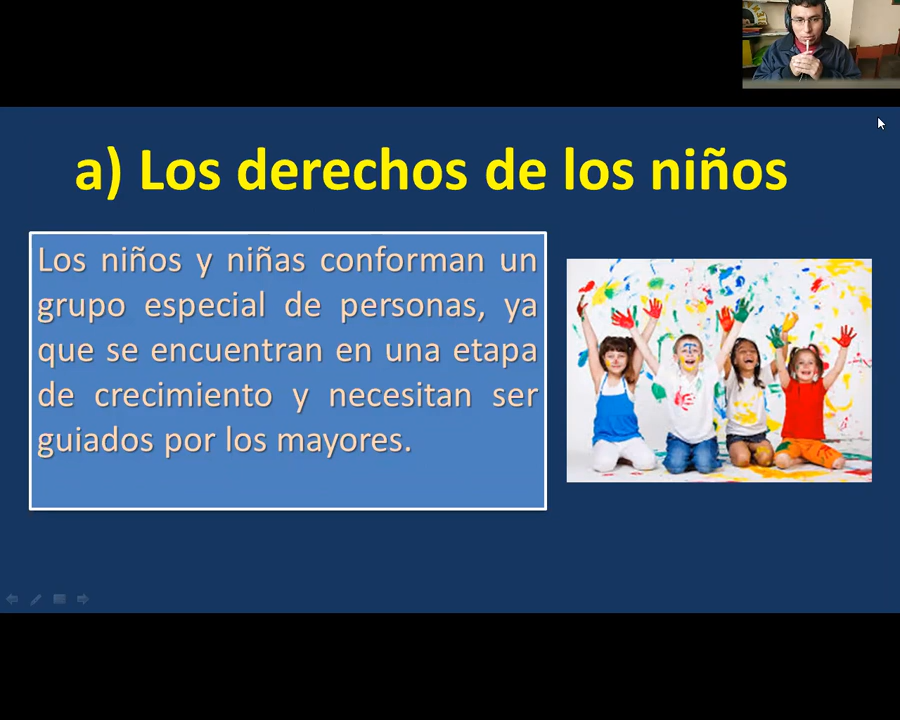 a) Los derechos de los niños
Los niños y niñas conforman un
grupo especial de personas, ya
que se encuentran en una etapa
de crecimiento y necesitan ser
guiados por los mayores.